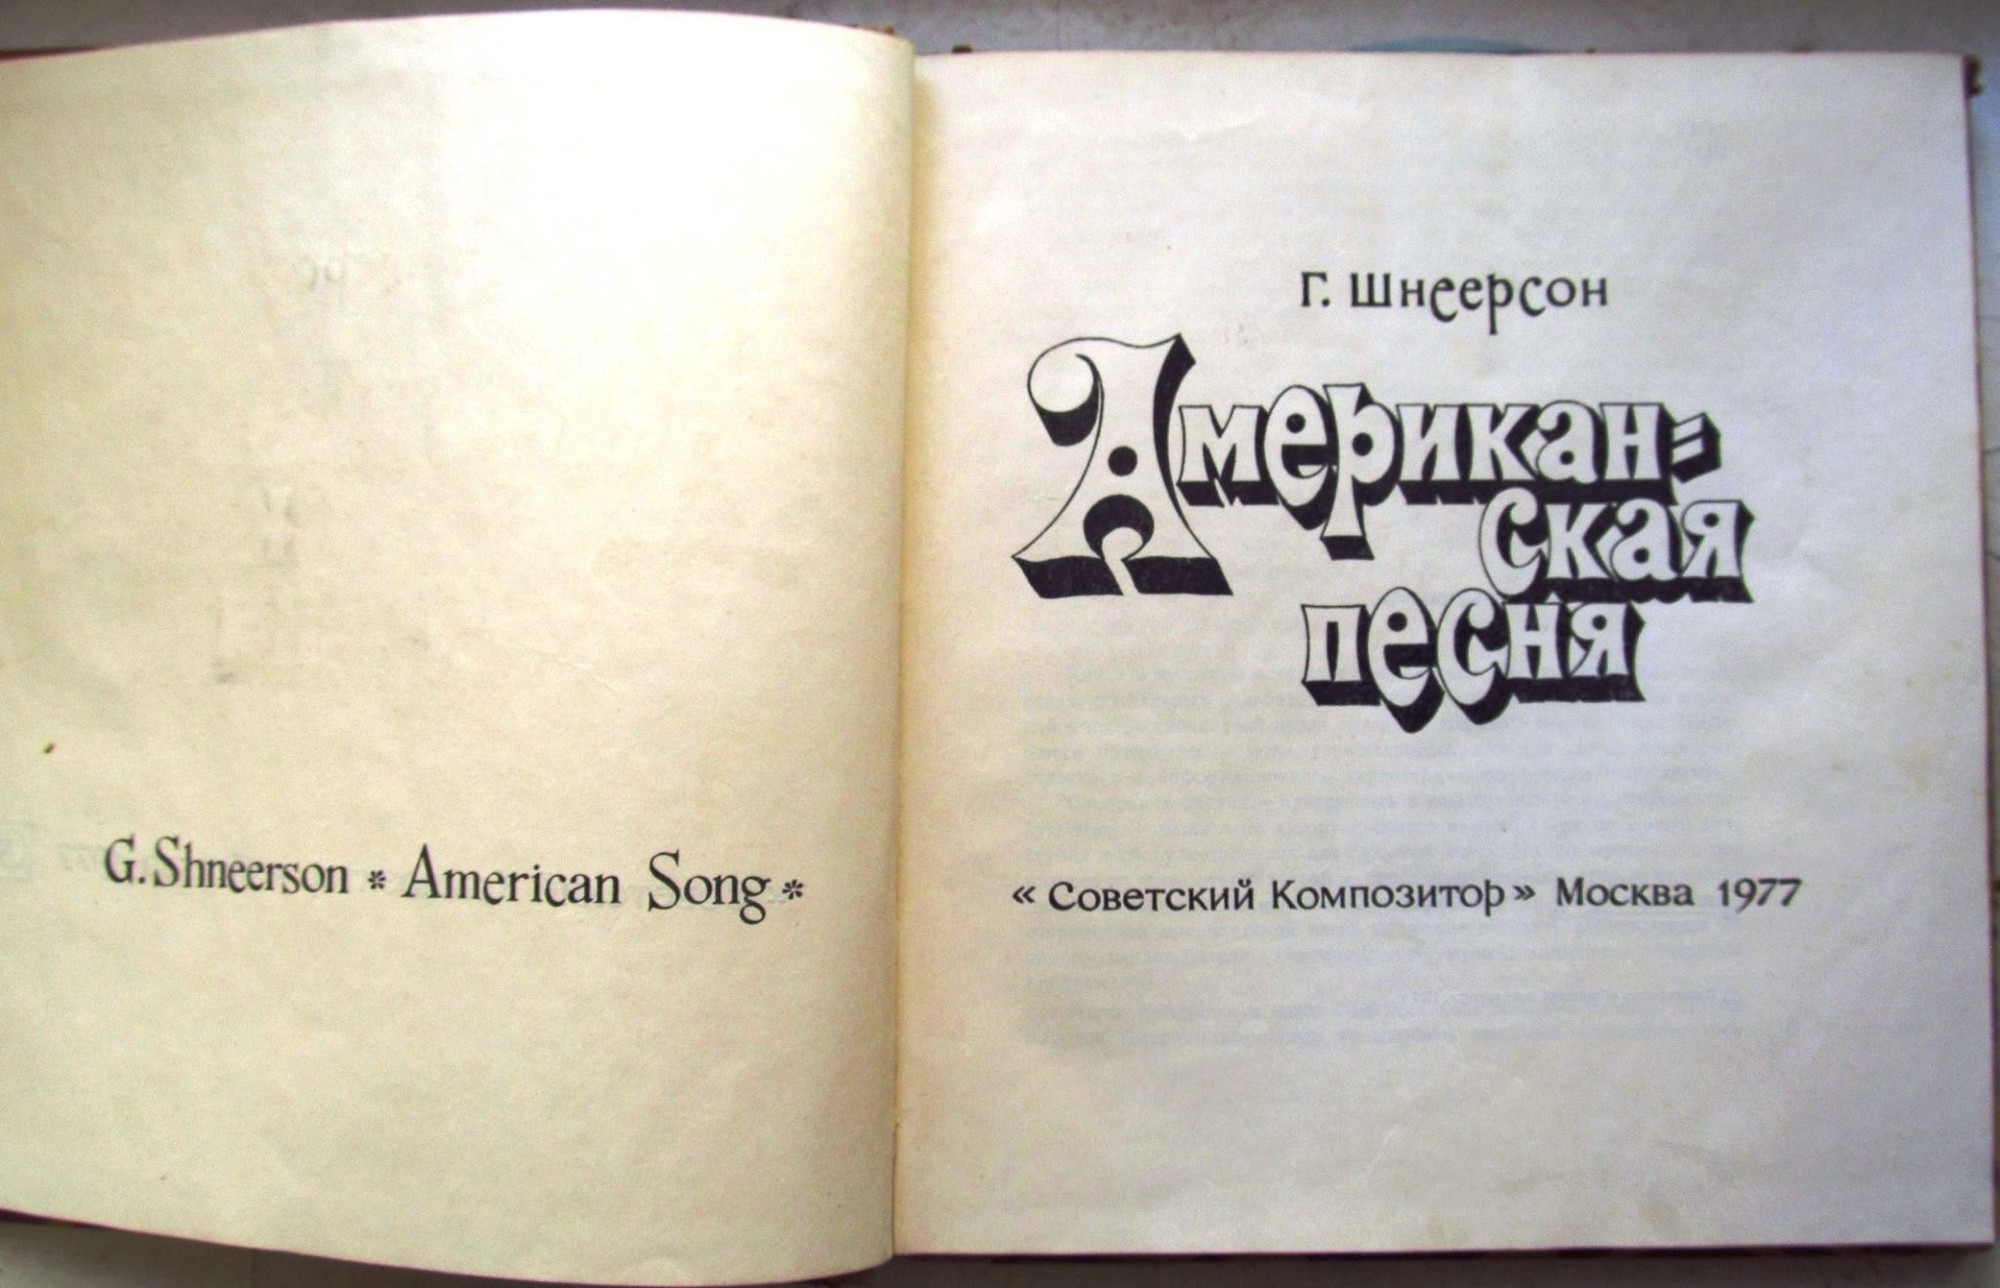 G. Shneerson * American Song *
Г. Шнеерсон
Американ-
ская
песня
« Советский Композитор» Москва 1977